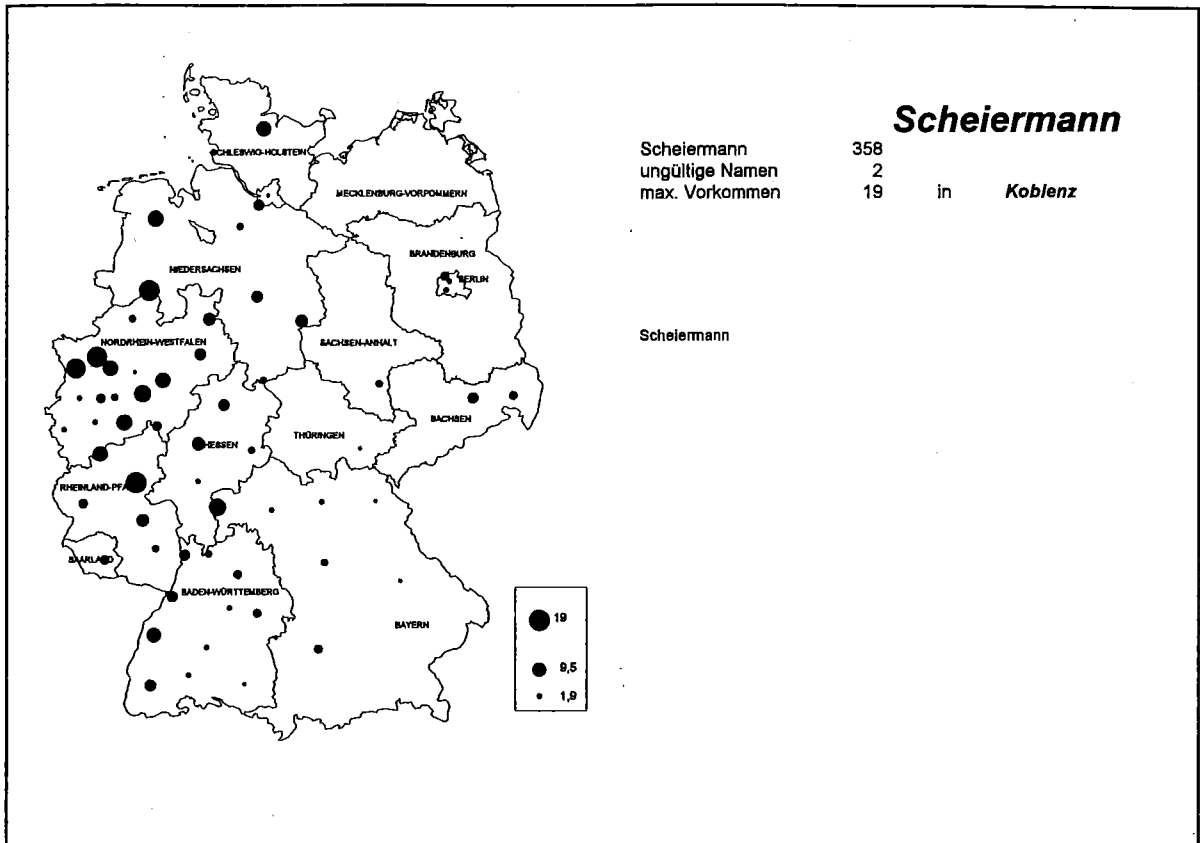 Scheiermann
Scheiermann 358
ungültige Namen 2
max. Vorkommen 19 in Koblenz
Scheiermann
SCHLESWIG-HOLSTEIN
MECKLENBURG-VORPOMMERN
BRANDENBURG
BERLIN
NIEDERSACHSEN
NORDRHEIN-WESTFALEN
SACHSEN-ANHALT
SACHSEN
THÜRINGEN
HESSEN
RHEINLAND-PFA
SAARLAND
BADEN-WÜRTTEMBERG
BAYERN
19
9,5
1,9